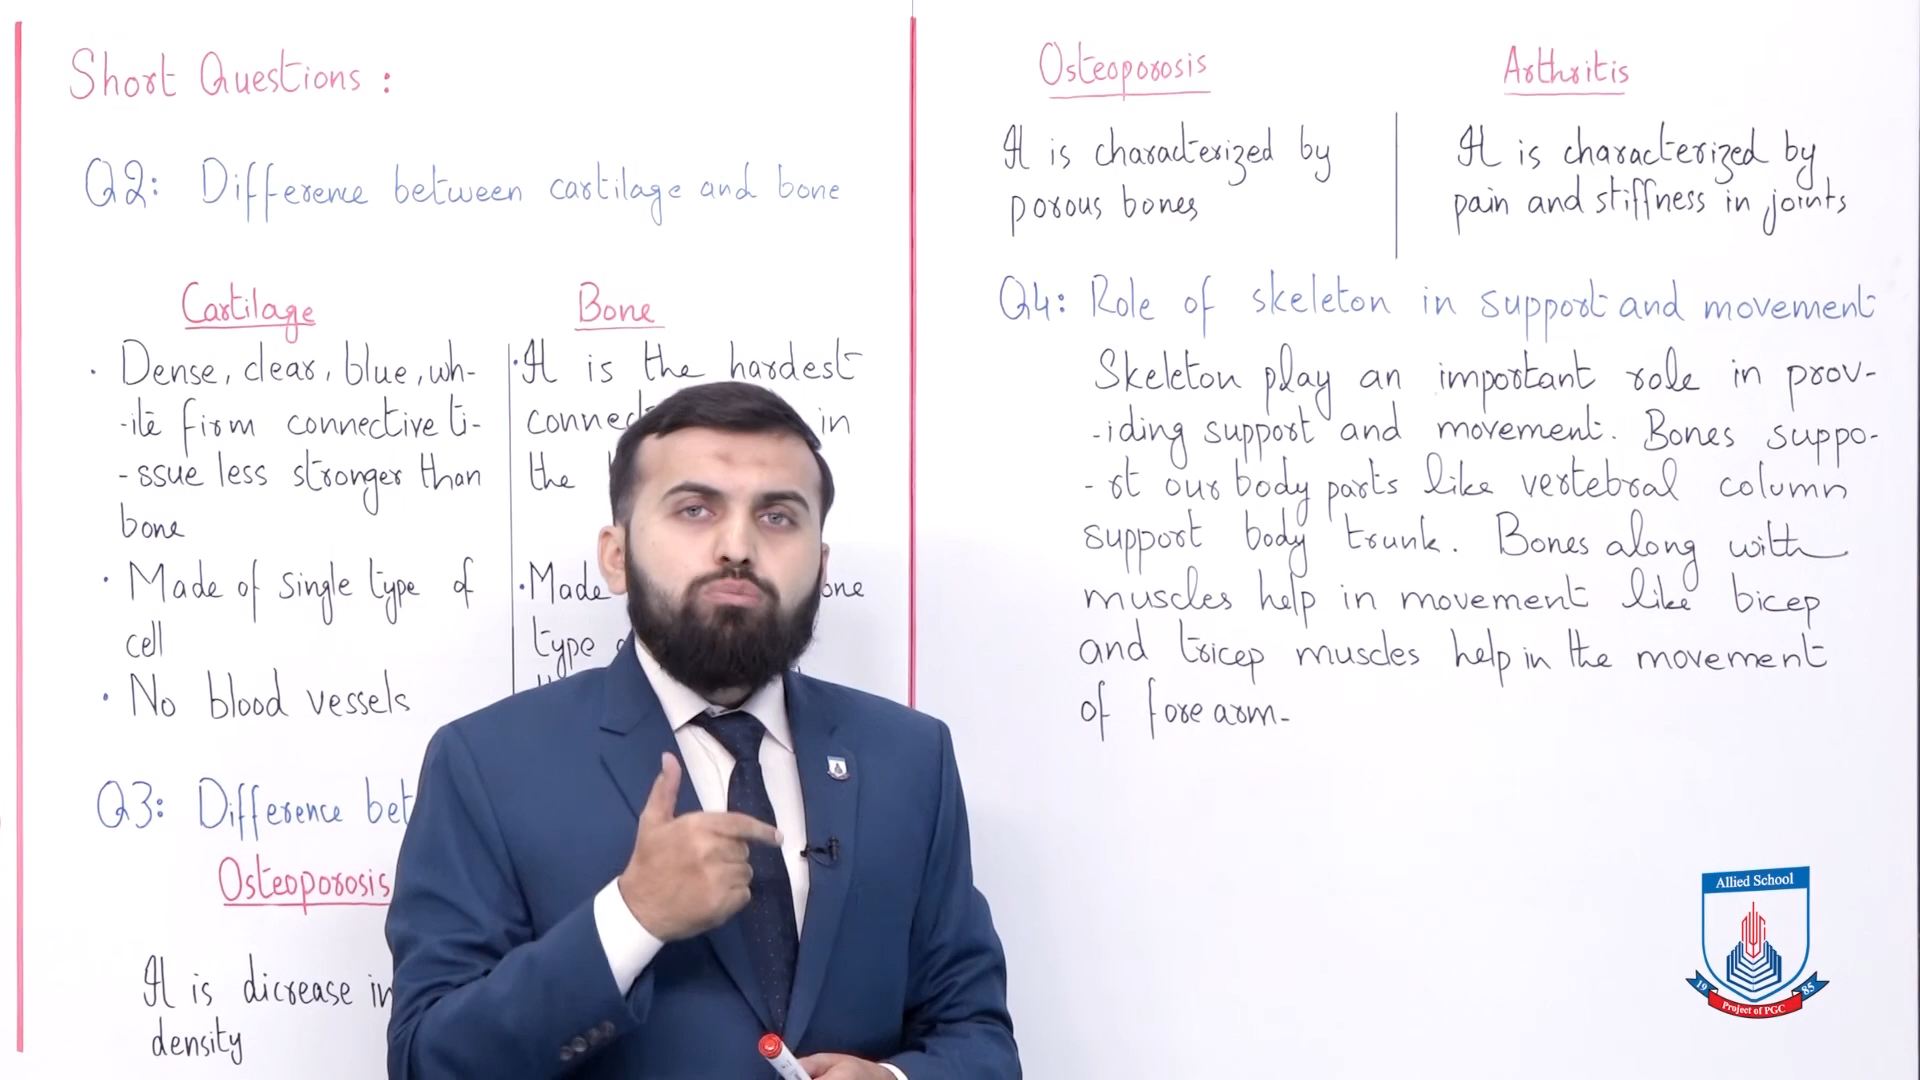 Short Questions :
Q2: Difference between cartilage and bone
Cartilage
Bone
· Dense, clear, blue, wh-
-ite firm connective ti-
-ssue less stronger than
bone
· Made of single type of
cell
· No blood vessels
· It is the hardest
in
the
· Made
type
Q3: Difference
Osteoporosis
It is dicrease in
density
Osteoporosis
Arthritis
It is characterized by
porous bones
It is characterized by
pain and stiffness in joints
Q4: Role of skeleton in support and movement
Skeleton play an important role in prov-
-iding support and movement. Bones suppo-
-rt our body parts like vertebral column
support body trunk. Bones along with
muscles help in movement like bicep
and tricep muscles help in the movement
of fore arm-
Allied School
19 85
Project of PGC